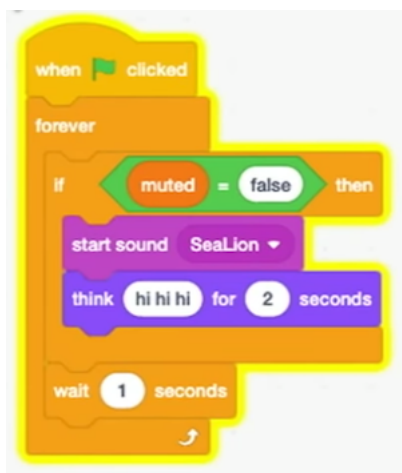 when clicked
forever
if muted = false then
start sound SeaLion
think hi hi hi for 2 seconds
wait 1 seconds